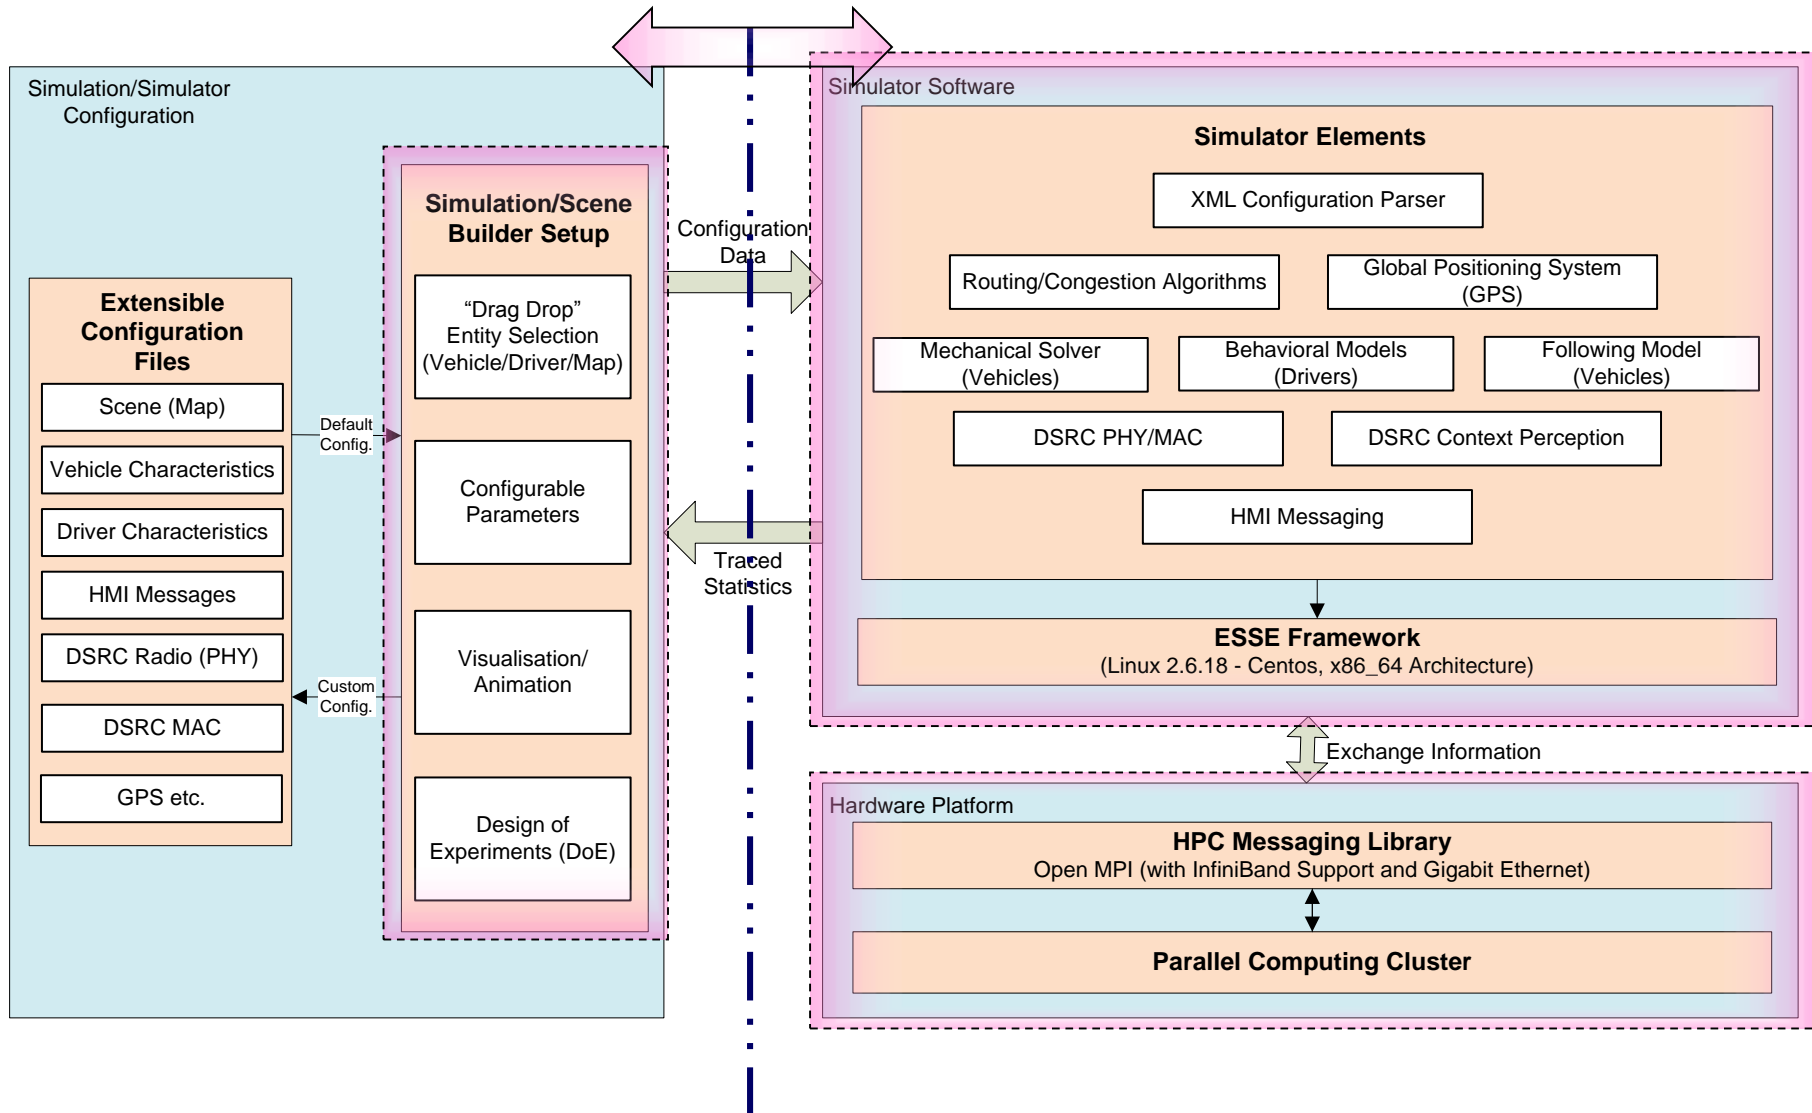 Simulation/Simulator
Configuration
Extensible
Configuration
Files
Scene (Map)
Vehicle Characteristics
Driver Characteristics
HMI Messages
DSRC Radio (PHY)
DSRC MAC
GPS etc.
Default
Config.
Custom
Config.
Simulation/Scene
Builder Setup
“Drag Drop”
Entity Selection
(Vehicle/Driver/Map)
Configurable
Parameters
Visualisation/
Animation
Design of
Experiments (DoE)
Configuration
Data
Traced
Statistics
Simulator Software
Simulator Elements
XML Configuration Parser
Routing/Congestion Algorithms
Global Positioning System
(GPS)
Mechanical Solver
(Vehicles)
Behavioral Models
(Drivers)
Following Model
(Vehicles)
DSRC PHY/MAC
DSRC Context Perception
HMI Messaging
ESSE Framework
(Linux 2.6.18 - Centos, x86_64 Architecture)
Exchange Information
Hardware Platform
HPC Messaging Library
Open MPI (with InfiniBand Support and Gigabit Ethernet)
Parallel Computing Cluster